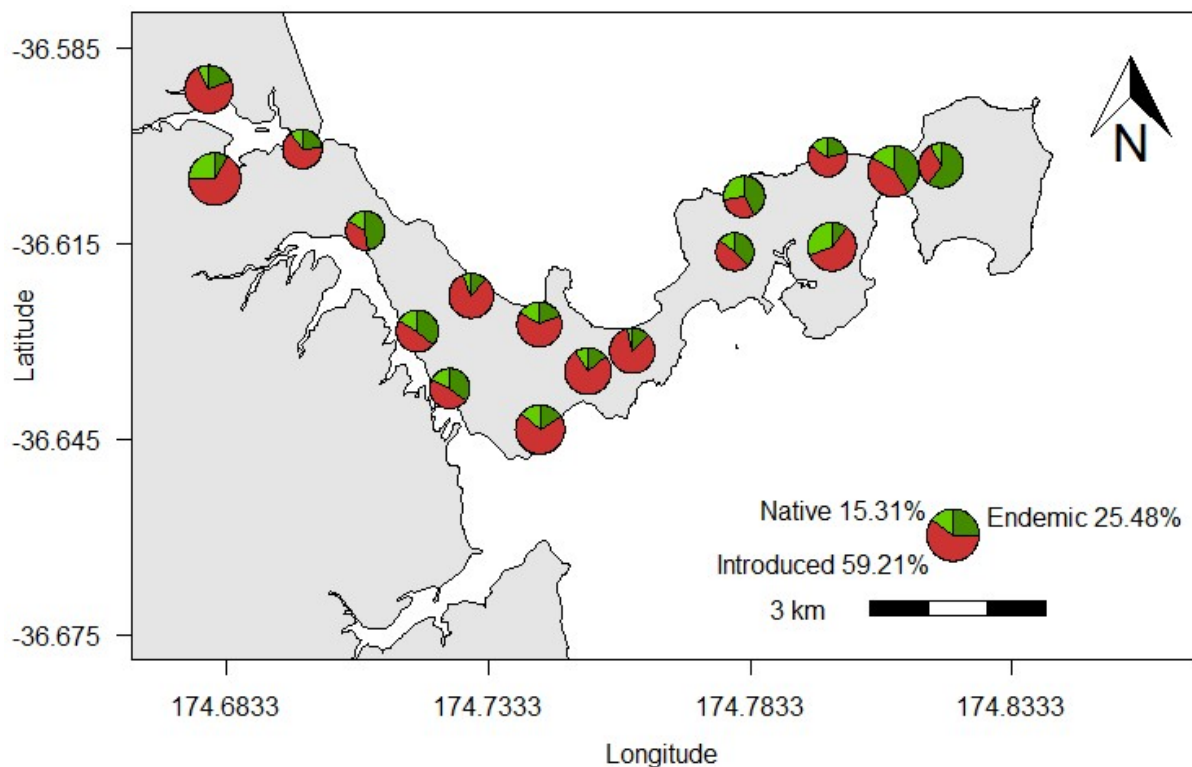 -36.585
-36.615
-36.645
-36.675
Latitude
N
Native 15.31%
Endemic 25.48%
Introduced 59.21%
3 km
174.6833
174.7333
174.7833
174.8333
Longitude